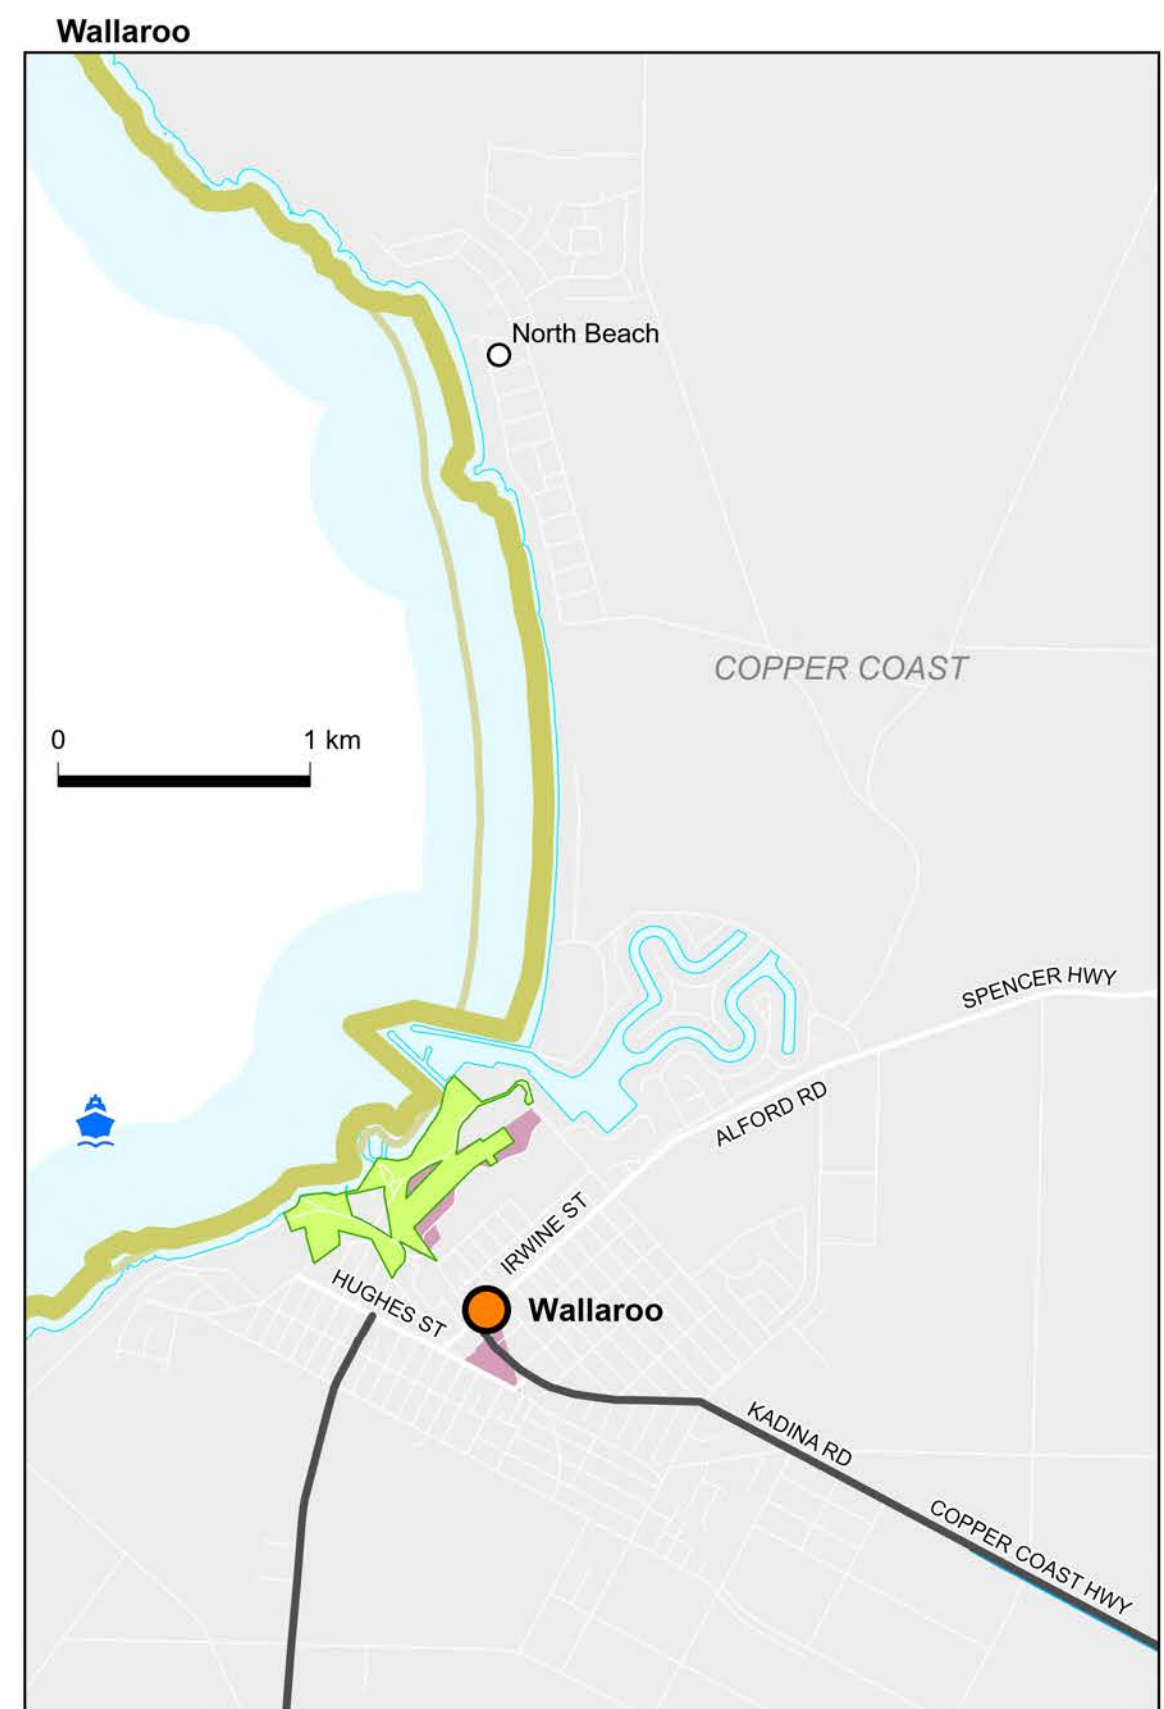 Wallaroo
North Beach
COPPER COAST
0 1 km
SPENCER HWY
ALFORD RD
IRWINE ST
HUGHES ST
Wallaroo
KADINA RD
COPPER COAST HWY